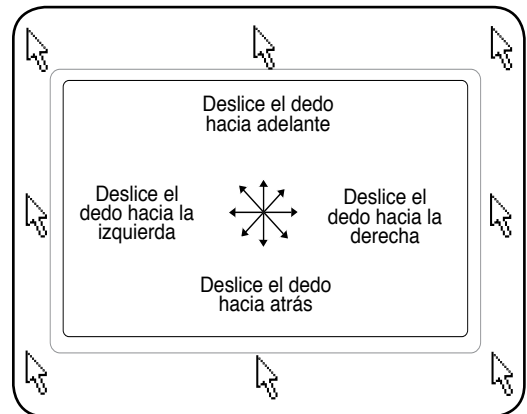 Deslice el dedo
hacia adelante
Deslice el
dedo hacia la
izquierda
Deslice el
dedo hacia la
derecha
Deslice el dedo
hacia atrás